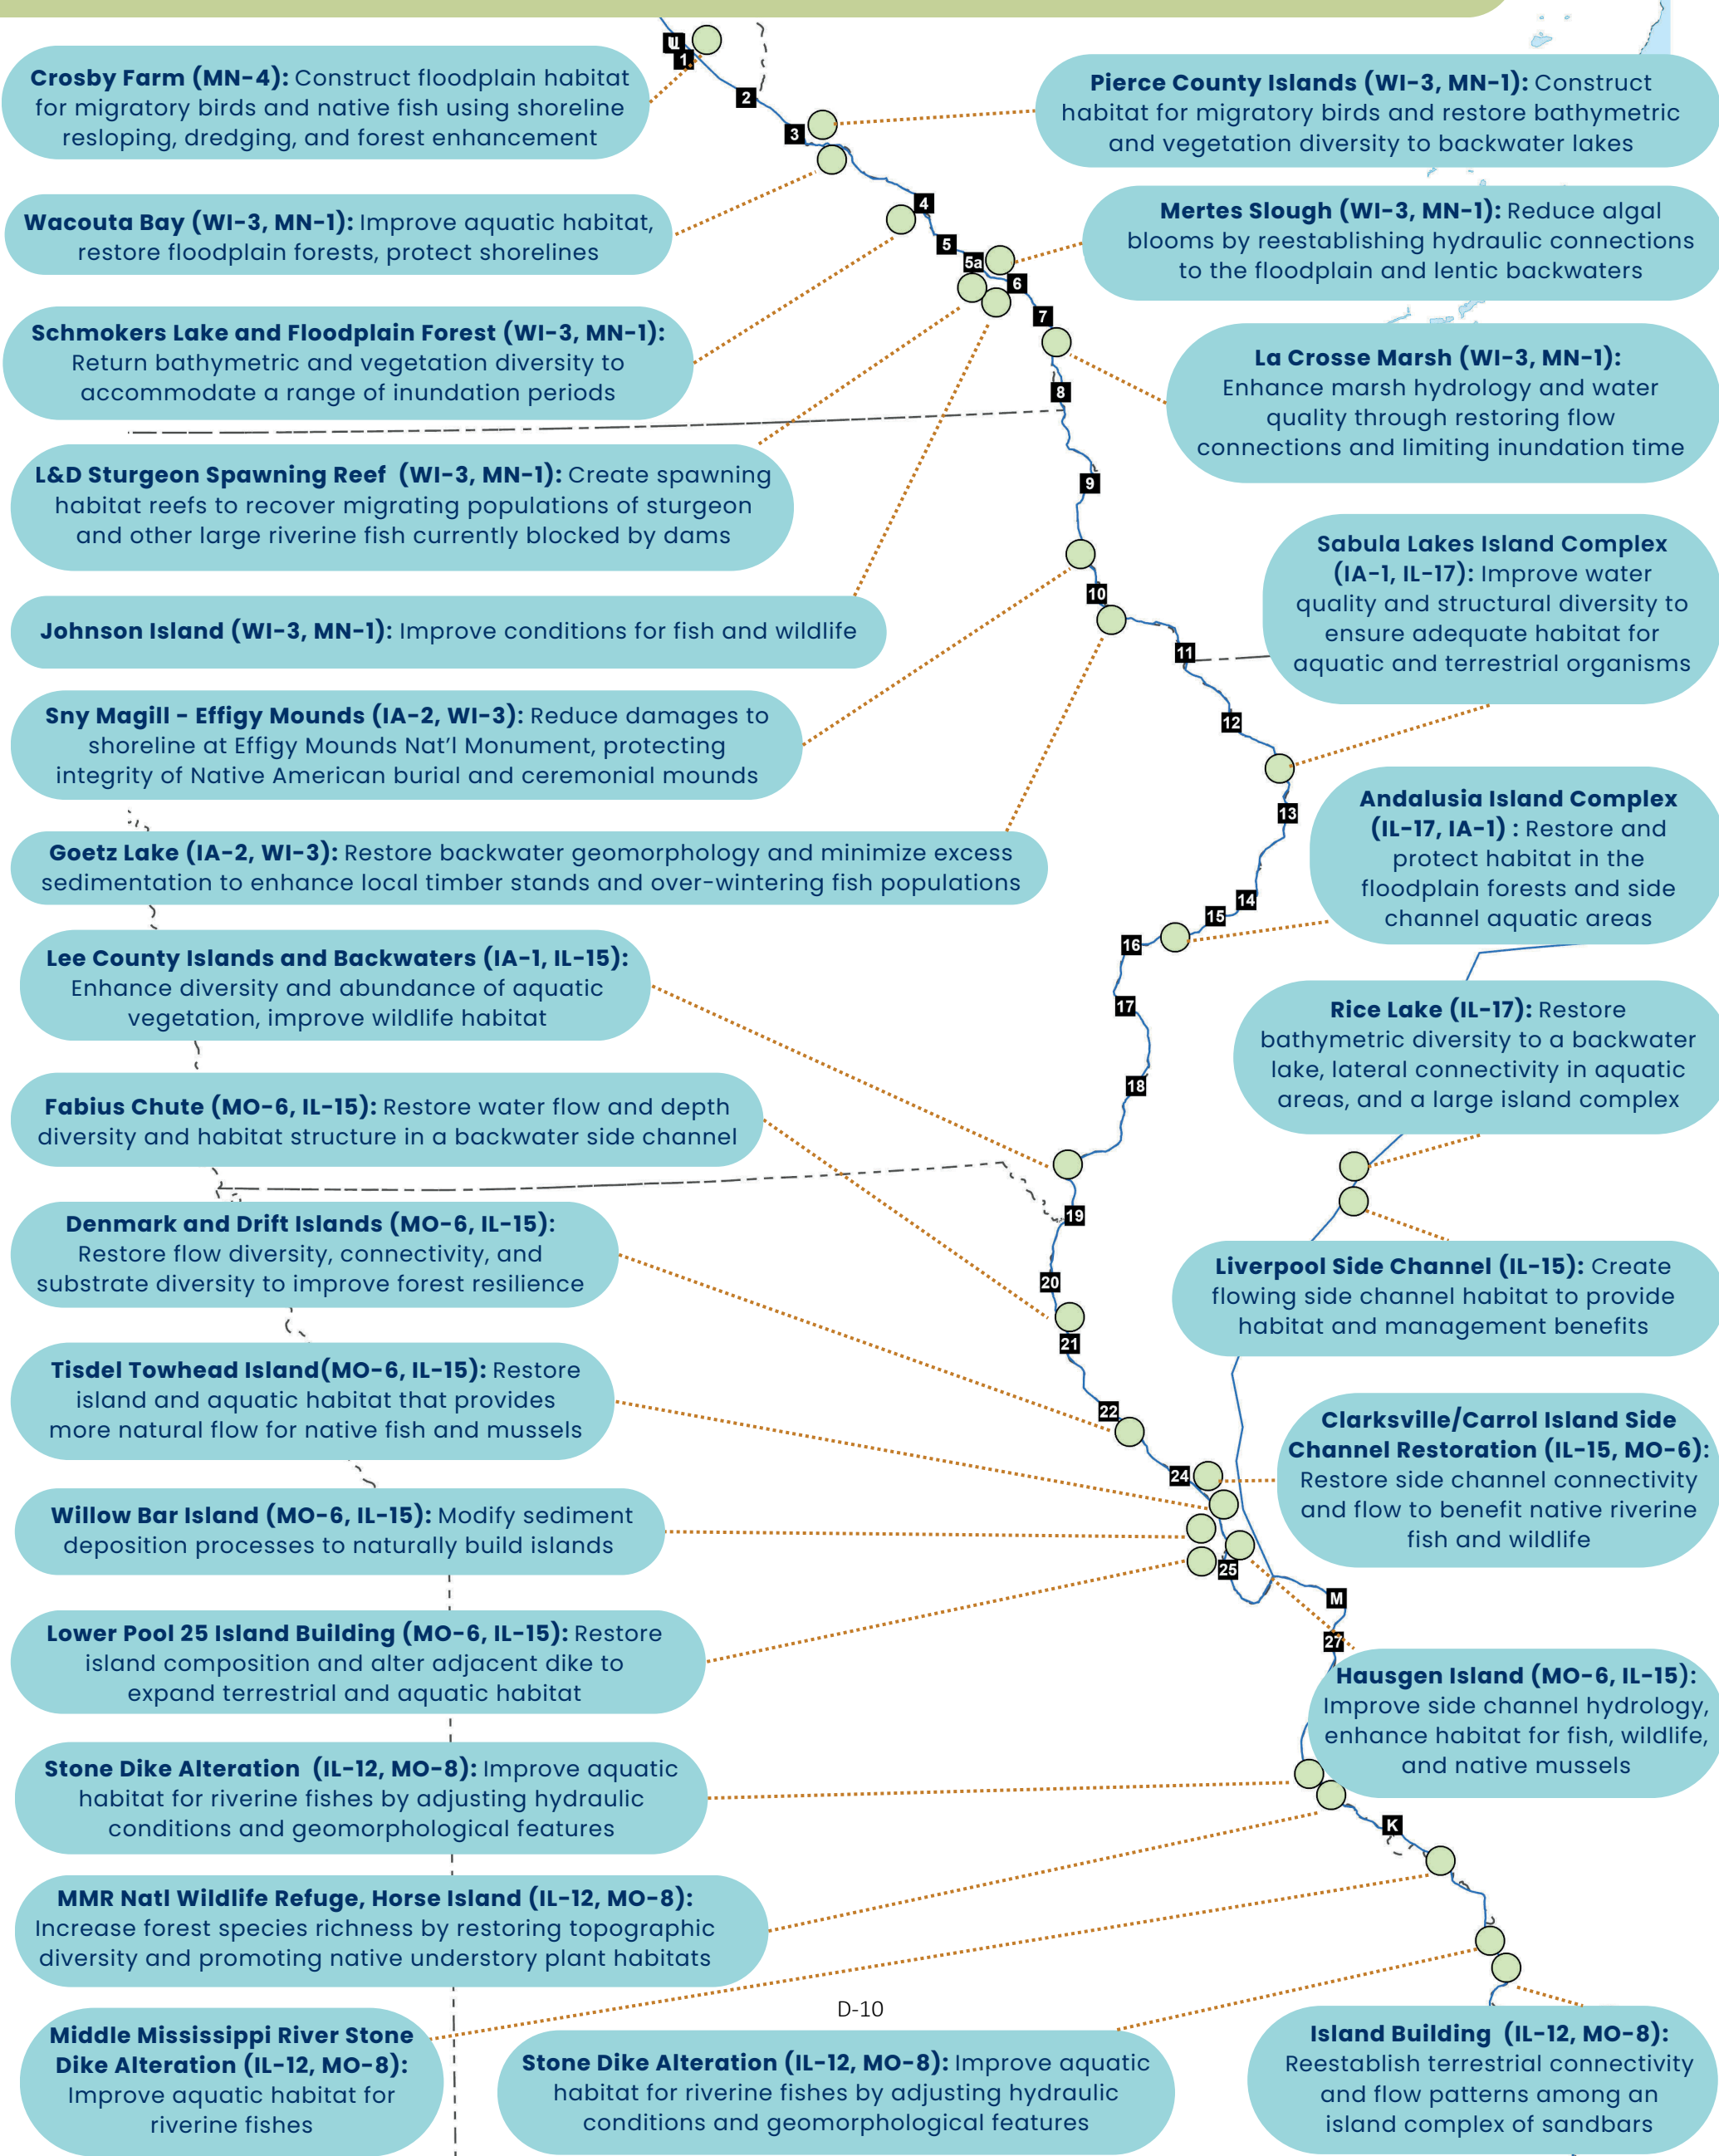 U
1
2
3
4
5
5a
6
7
8
9
10
11
12
13
14
15
16
17
18
19
20
21
22
24
25
M
27
K
Crosby Farm (MN-4): Construct floodplain habitat
for migratory birds and native fish using shoreline
resloping, dredging, and forest enhancement
Pierce County Islands (WI-3, MN-1): Construct
habitat for migratory birds and restore bathymetric
and vegetation diversity to backwater lakes
Wacouta Bay (WI-3, MN-1): Improve aquatic habitat,
restore floodplain forests, protect shorelines
Mertes Slough (WI-3, MN-1): Reduce algal
blooms by reestablishing hydraulic connections
to the floodplain and lentic backwaters
Schmokers Lake and Floodplain Forest (WI-3, MN-1):
Return bathymetric and vegetation diversity to
accommodate a range of inundation periods
La Crosse Marsh (WI-3, MN-1):
Enhance marsh hydrology and water
quality through restoring flow
connections and limiting inundation time
L&D Sturgeon Spawning Reef (WI-3, MN-1): Create spawning
habitat reefs to recover migrating populations of sturgeon
and other large riverine fish currently blocked by dams
Sabula Lakes Island Complex
(IA-1, IL-17): Improve water
quality and structural diversity to
ensure adequate habitat for
aquatic and terrestrial organisms
Johnson Island (WI-3, MN-1): Improve conditions for fish and wildlife
Sny Magill - Effigy Mounds (IA-2, WI-3): Reduce damages to
shoreline at Effigy Mounds Nat'l Monument, protecting
integrity of Native American burial and ceremonial mounds
Andalusia Island Complex
(IL-17, IA-1) : Restore and
protect habitat in the
floodplain forests and side
channel aquatic areas
Goetz Lake (IA-2, WI-3): Restore backwater geomorphology and minimize excess
sedimentation to enhance local timber stands and over-wintering fish populations
Lee County Islands and Backwaters (IA-1, IL-15):
Enhance diversity and abundance of aquatic
vegetation, improve wildlife habitat
Rice Lake (IL-17): Restore
bathymetric diversity to a backwater
lake, lateral connectivity in aquatic
areas, and a large island complex
Fabius Chute (MO-6, IL-15): Restore water flow and depth
diversity and habitat structure in a backwater side channel
Denmark and Drift Islands (MO-6, IL-15):
Restore flow diversity, connectivity, and
substrate diversity to improve forest resilience
Liverpool Side Channel (IL-15): Create
flowing side channel habitat to provide
habitat and management benefits
Tisdel Towhead Island(MO-6, IL-15): Restore
island and aquatic habitat that provides
more natural flow for native fish and mussels
Clarksville/Carrol Island Side
Channel Restoration (IL-15, MO-6):
Restore side channel connectivity
and flow to benefit native riverine
fish and wildlife
Willow Bar Island (MO-6, IL-15): Modify sediment
deposition processes to naturally build islands
Lower Pool 25 Island Building (MO-6, IL-15): Restore
island composition and alter adjacent dike to
expand terrestrial and aquatic habitat
Hausgen Island (MO-6, IL-15):
Improve side channel hydrology,
enhance habitat for fish, wildlife,
and native mussels
Stone Dike Alteration (IL-12, MO-8): Improve aquatic
habitat for riverine fishes by adjusting hydraulic
conditions and geomorphological features
MMR Natl Wildlife Refuge, Horse Island (IL-12, MO-8):
Increase forest species richness by restoring topographic
diversity and promoting native understory plant habitats
D-10
Middle Mississippi River Stone
Dike Alteration (IL-12, MO-8):
Improve aquatic habitat for
riverine fishes
Stone Dike Alteration (IL-12, MO-8): Improve aquatic
habitat for riverine fishes by adjusting hydraulic
conditions and geomorphological features
Island Building (IL-12, MO-8):
Reestablish terrestrial connectivity
and flow patterns among an
island complex of sandbars